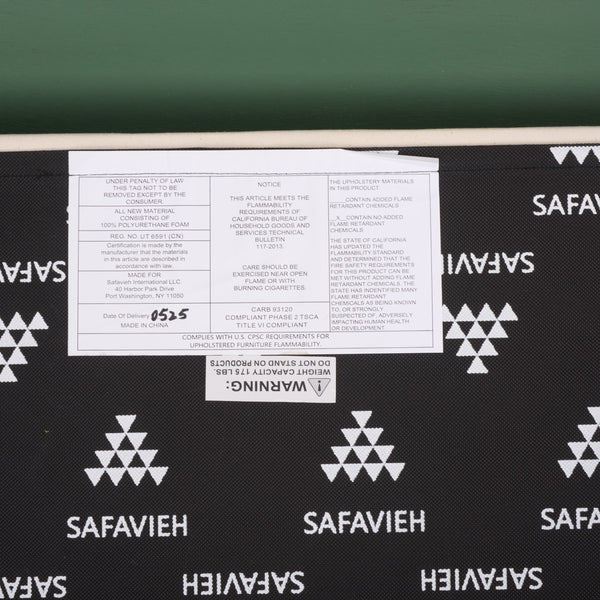 UNDER PENALTY OF LAW
THIS TAG NOT TO BE
REMOVED EXCEPT BY THE
CONSUMER.
ALL NEW MATERIAL
CONSISTING OF
100% POLYURETHANE FOAM
REG. NO. UT 6591 (CN)
Certification is made by the
manufacturer that the materials
in this article are described in
accordance with law.
MADE FOR
Safavieh International LLC
40 Harbor Park Drive
Port Washington, NY 11050
Date Of Delivery: 0525
MADE IN CHINA
NOTICE
THIS ARTICLE MEETS THE
FLAMMABILITY
REQUIREMENTS OF
CALIFORNIA BUREAU OF
HOUSEHOLD GOODS AND
SERVICES TECHNICAL
BULLETIN
117-2013.
CARE SHOULD BE
EXERCISED NEAR OPEN
FLAME OR WITH
BURNING CIGARETTES.
CARB 93120
COMPLIANT PHASE 2 TSCA
TITLE VI COMPLIANT
THE UPHOLSTERY MATERIALS
IN THIS PRODUCT:
____CONTAIN ADDED FLAME
RETARDANT CHEMICALS
__X__CONTAIN NO ADDED
FLAME RETARDANT
CHEMICALS
THE STATE OF CALIFORNIA
HAS UPDATED THE
FLAMMABILITY STANDARD
AND DETERMINED THAT THE
FIRE SAFETY REQUIREMENTS
FOR THIS PRODUCT CAN BE
MET WITHOUT ADDING FLAME
RETARDANT CHEMICALS. THE
STATE HAS IDENTIFIED MANY
FLAME RETARDANT
CHEMICALS AS BEING KNOWN
TO, OR STRONGLY
SUSPECTED OF, ADVERSELY
IMPACTING HUMAN HEALTH
OR DEVELOPMENT.
COMPLIES WITH U.S. CPSC REQUIREMENTS FOR
UPHOLSTERED FURNITURE FLAMMABILITY.
WARNING:
WEIGHT CAPACITY 175 LBS.
DO NOT STAND ON PRODUCTS
SAFAVIE
SAFAVIEH
SAFAVIEH
SAFAVIEH
SAFAVIEH
SAFA
SAFAVIEH
SAFAVIEH
SAFAVIEH